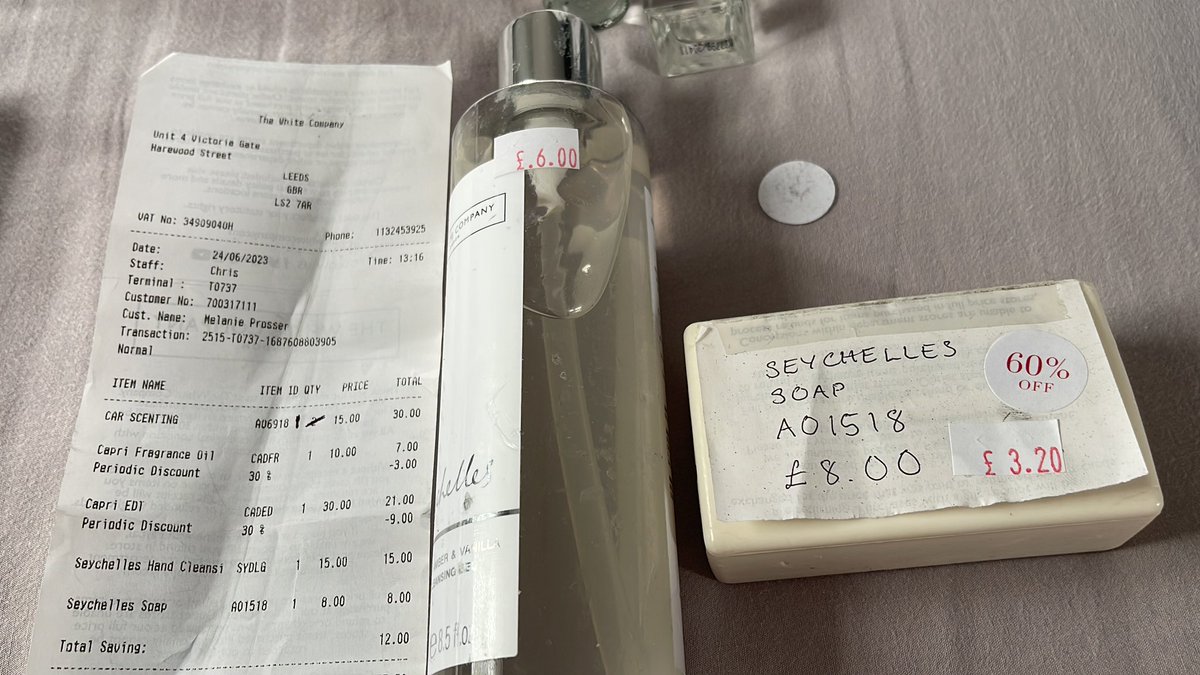 The White Company
Unit 4 Victoria Gate
Harewood Street
LEEDS
GBR
LS2 7AR
VAT No: 34909040H Phone: 1132453925
Date: 24/06/2023 Time: 13:16
Staff: Chris
Terminal : T0737
Customer No: 700317111
Cust. Name: Melanie Prosser
Transaction: 2515-T0737-1687608803905
Normal
ITEM NAME ITEM ID QTY PRICE TOTAL
CAR SCENTING A06918 1 15.00 30.00
Capri Fragrance Oil CADFR 1 10.00 7.00
Periodic Discount 30 % -3.00
Capri EDT CADED 1 30.00 21.00
Periodic Discount 30 % -9.00
Seychelles Hand Cleansi SYDLG 1 15.00 15.00
Seychelles Soap A01518 1 8.00 8.00
Total Saving: 12.00
£.6.00
COMPANY
helles
8.5 fl.o
SEYCHELLES
SOAP
A01518
£8.00
60%
OFF
£3.20